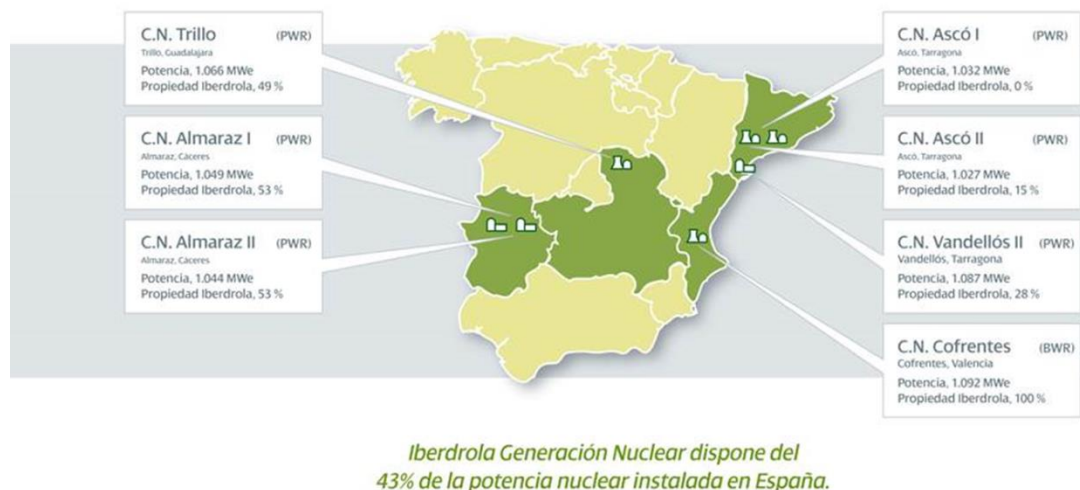 C.N. Trillo (PWR)
Trillo, Guadalajara
Potencia, 1.066 MWe
Propiedad Iberdrola, 49 %
C.N. Almaraz I (PWR)
Almaraz, Cáceres
Potencia, 1.049 MWe
Propiedad Iberdrola, 53 %
C.N. Almaraz II (PWR)
Almaraz, Cáceres
Potencia, 1.044 MWe
Propiedad Iberdrola, 53 %
C.N. Ascó I (PWR)
Ascó, Tarragona
Potencia, 1.032 MWe
Propiedad Iberdrola, 0 %
C.N. Ascó II (PWR)
Ascó, Tarragona
Potencia, 1.027 MWe
Propiedad Iberdrola, 15 %
C.N. Vandellós II (PWR)
Vandellós, Tarragona
Potencia, 1.087 MWe
Propiedad Iberdrola, 28 %
C.N. Cofrentes (BWR)
Cofrentes, Valencia
Potencia, 1.092 MWe
Propiedad Iberdrola, 100 %
Iberdrola Generación Nuclear dispone del
43% de la potencia nuclear instalada en España.